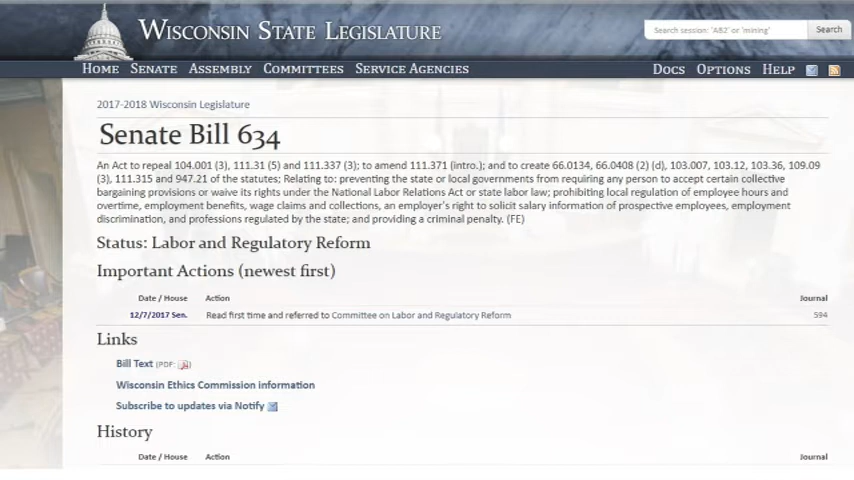 WISCONSIN STATE LEGISLATURE
Search session: 'AB2' or 'mining'
Search
HOME SENATE ASSEMBLY COMMITTEES SERVICE AGENCIES
DOCS OPTIONS HELP
2017-2018 Wisconsin Legislature
Senate Bill 634
An Act to repeal 104.001 (3), 111.31 (5) and 111.337 (3); to amend 111.371 (intro.); and to create 66.0134, 66.0408 (2) (d), 103.007, 103.12, 103.36, 109.09
(3), 111.315 and 947.21 of the statutes; Relating to: preventing the state or local governments from requiring any person to accept certain collective
bargaining provisions or waive its rights under the National Labor Relations Act or state labor law; prohibiting local regulation of employee hours and
overtime, employment benefits, wage claims and collections, an employer's right to solicit salary information of prospective employees, employment
discrimination, and professions regulated by the state; and providing a criminal penalty. (FE)
Status: Labor and Regulatory Reform
Important Actions (newest first)
Date / House Action Journal
12/7/2017 Sen. Read first time and referred to Committee on Labor and Regulatory Reform 594
Links
Bill Text (PDF: )
Wisconsin Ethics Commission information
Subscribe to updates via Notify
History
Date / House Action Journal